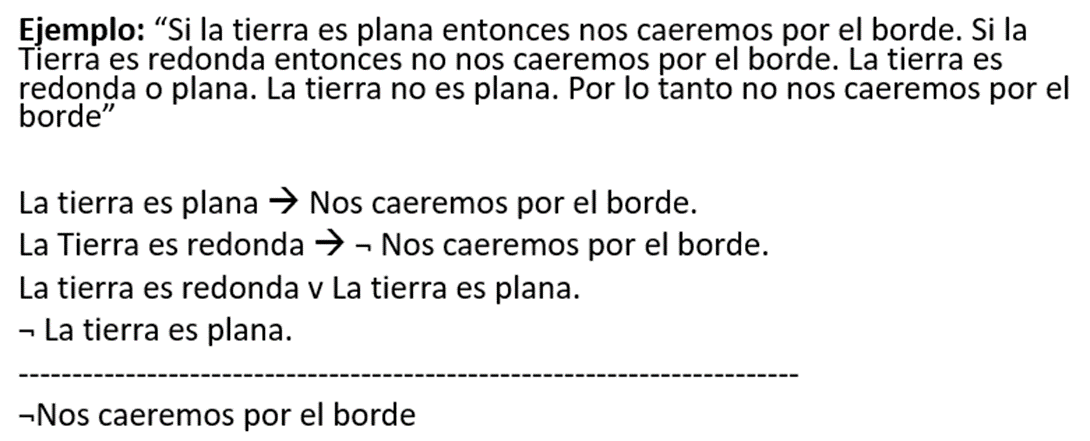 Ejemplo: “Si la tierra es plana entonces nos caeremos por el borde. Si la
Tierra es redonda entonces no nos caeremos por el borde. La tierra es
redonda o plana. La tierra no es plana. Por lo tanto no nos caeremos por el
borde”
La tierra es plana → Nos caeremos por el borde.
La Tierra es redonda → ¬ Nos caeremos por el borde.
La tierra es redonda v La tierra es plana.
¬ La tierra es plana.
--------------------------------------------------------------------------
¬Nos caeremos por el borde